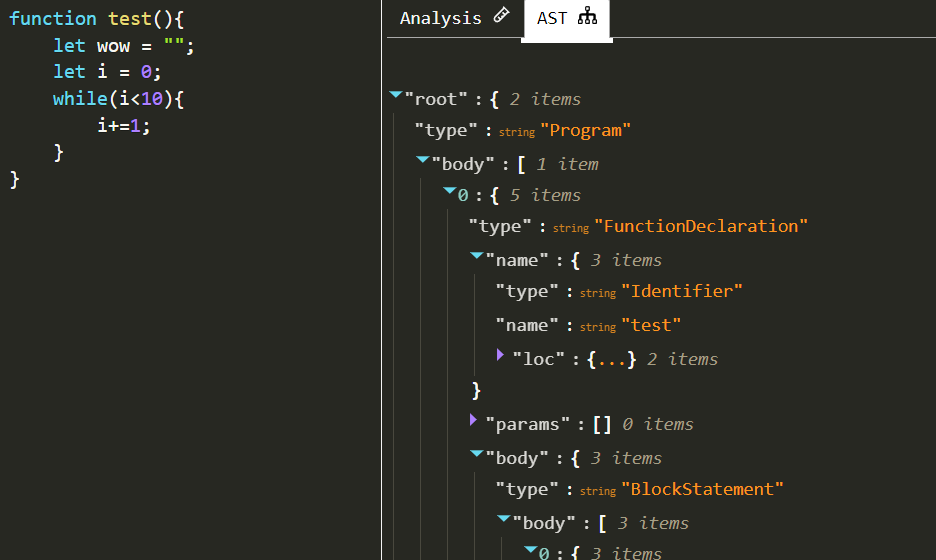 function test(){
    let wow = "";
    let i = 0;
    while(i<10){
        i+=1;
    }
}
Analysis AST
"root" : { 2 items
"type" : string "Program"
"body" : [ 1 item
0 : { 5 items
"type" : string "FunctionDeclaration"
"name" : { 3 items
"type" : string "Identifier"
"name" : string "test"
"loc" : {...} 2 items
}
"params" : [] 0 items
"body" : { 3 items
"type" : string "BlockStatement"
"body" : [ 3 items
0 : { 3 items